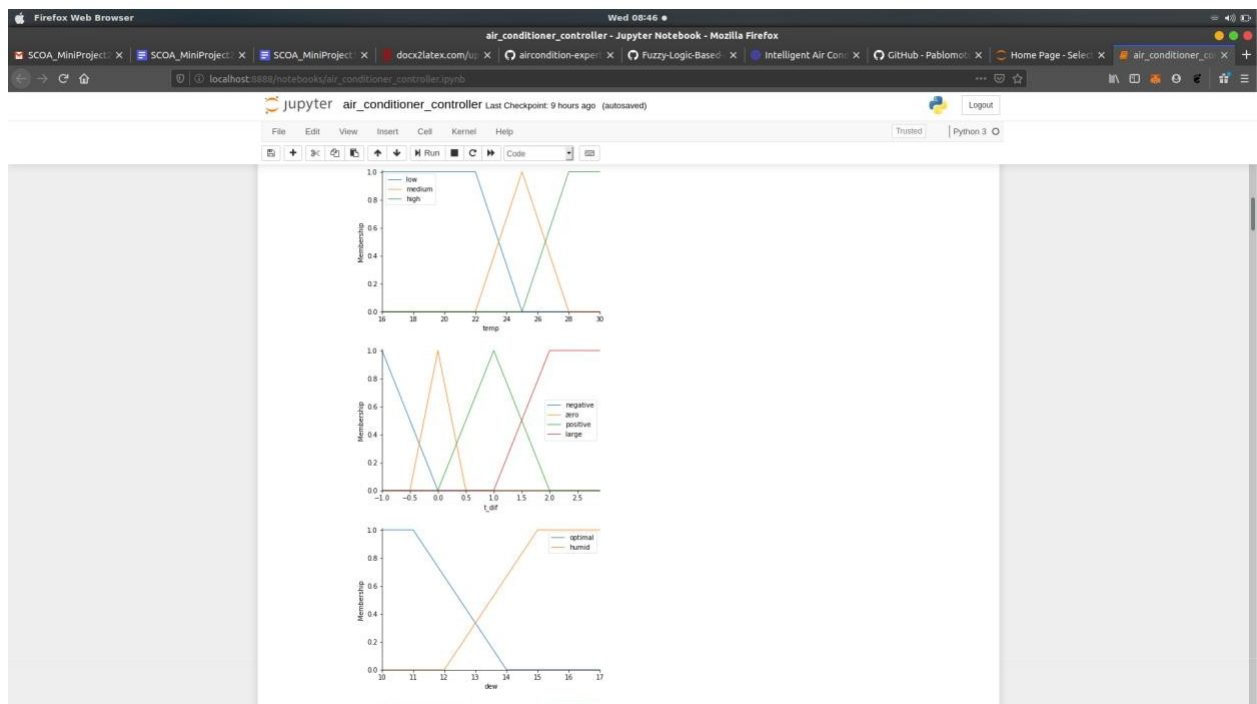 Firefox Web Browser
Wed 08:46
air_conditioner_controller - Jupyter Notebook - Mozilla Firefox
SCOA_MiniProject SCOA_MiniProject SCOA_MiniProject docx2latex.com/up aircondition-exper Fuzzy-Logic-Based- Intelligent Air Cond GitHub - Pablomot Home Page - Select air_conditioner_co
localhost:8888/notebooks/air_conditioner_controller.ipynb
jupyter air_conditioner_controller Last Checkpoint: 9 hours ago (autosaved)
Logout
File Edit View Insert Cell Kernel Help
Trusted Python 3
Run Code
low
medium
high
1.0
0.8
0.6
0.4
0.2
0.0
Membership
16 18 20 22 24 26 28 30
temp
negative
zero
positive
large
1.0
0.8
0.6
0.4
0.2
0.0
Membership
−1.0 −0.5 0.0 0.5 1.0 1.5 2.0 2.5
t_dif
optimal
humid
1.0
0.8
0.6
0.4
0.2
0.0
Membership
10 11 12 13 14 15 16 17
dew